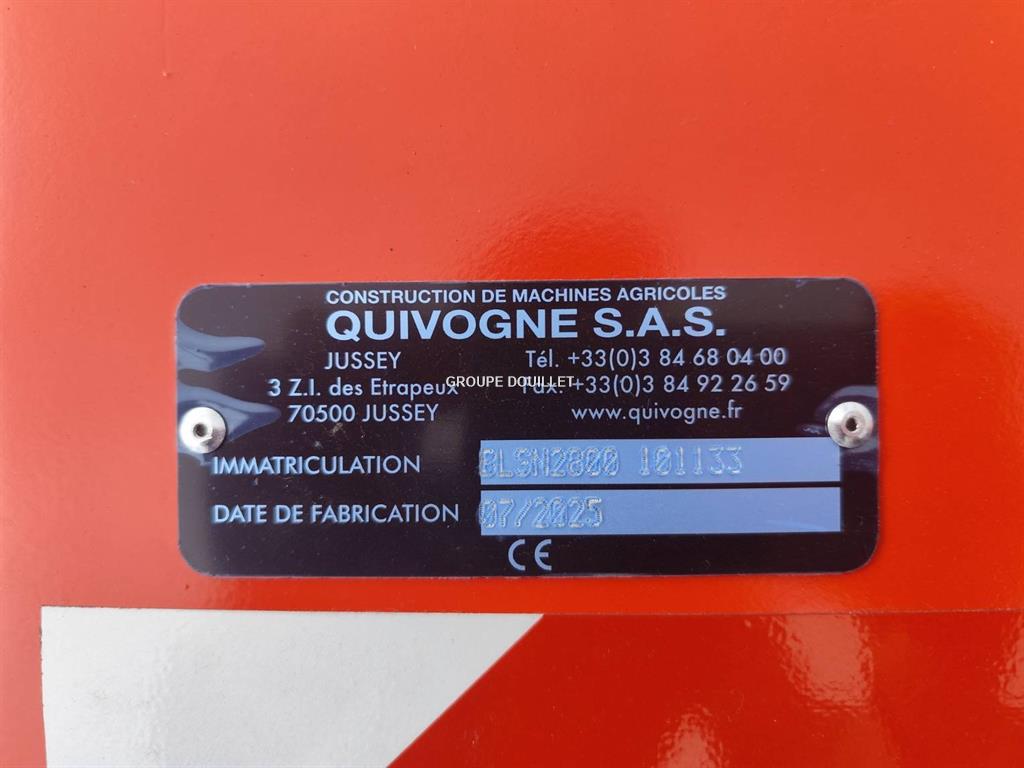 CONSTRUCTION DE MACHINES AGRICOLES
QUIVOGNE S.A.S.
JUSSEY Tél. +33(0)3 84 68 04 00
3 Z.I. des Etrapeux Fax. +33(0)3 84 92 26 59
GROUPE DOUILLET
70500 JUSSEY www.quivogne.fr
IMMATRICULATION BLSN2800 101133
DATE DE FABRICATION 07/2025
CE